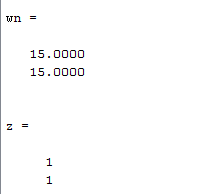 wn =
15.0000
15.0000
z =
1
1